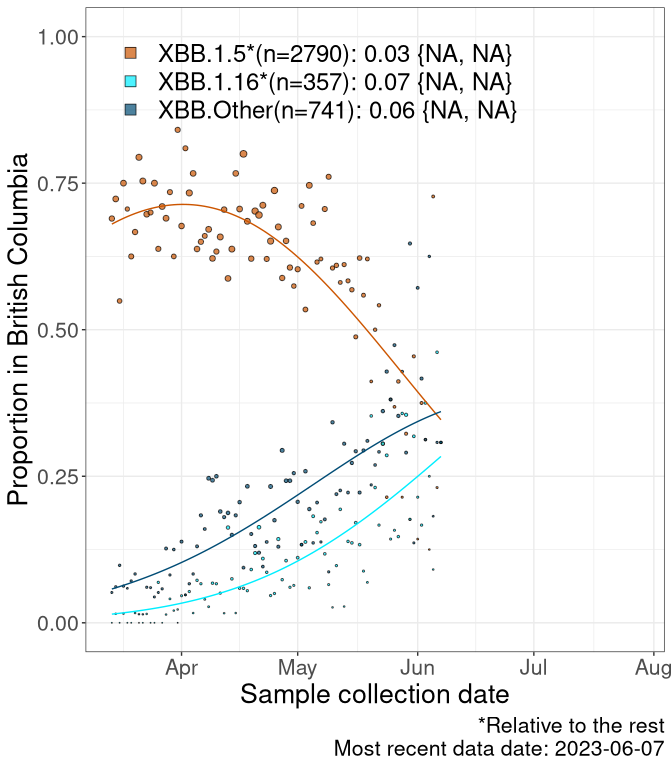 XBB.1.5*(n=2790): 0.03 {NA, NA}
XBB.1.16*(n=357): 0.07 {NA, NA}
XBB.Other(n=741): 0.06 {NA, NA}
1.00
0.75
0.50
0.25
0.00
Proportion in British Columbia
Apr May Jun Jul Aug
Sample collection date
*Relative to the rest
Most recent data date: 2023-06-07